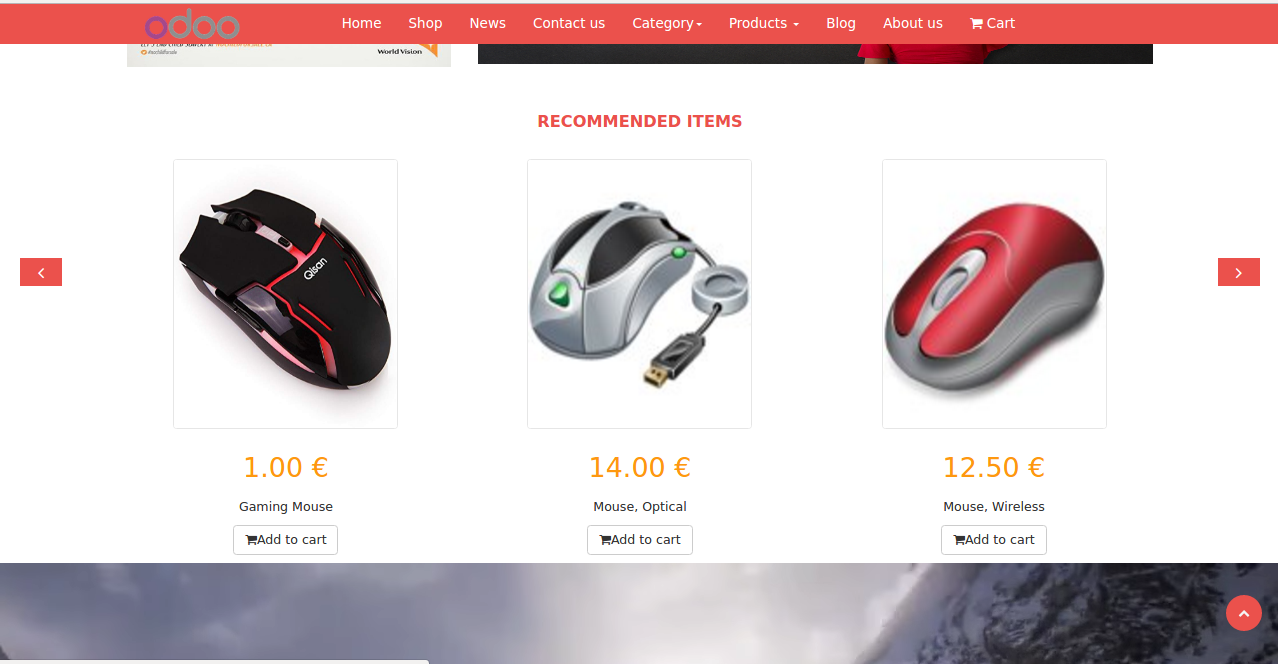 odoo
Home Shop News Contact us Category Products Blog About us Cart
World Vision
RECOMMENDED ITEMS
Qisan
1.00 € 14.00 € 12.50 €
Gaming Mouse Mouse, Optical Mouse, Wireless
Add to cart Add to cart Add to cart